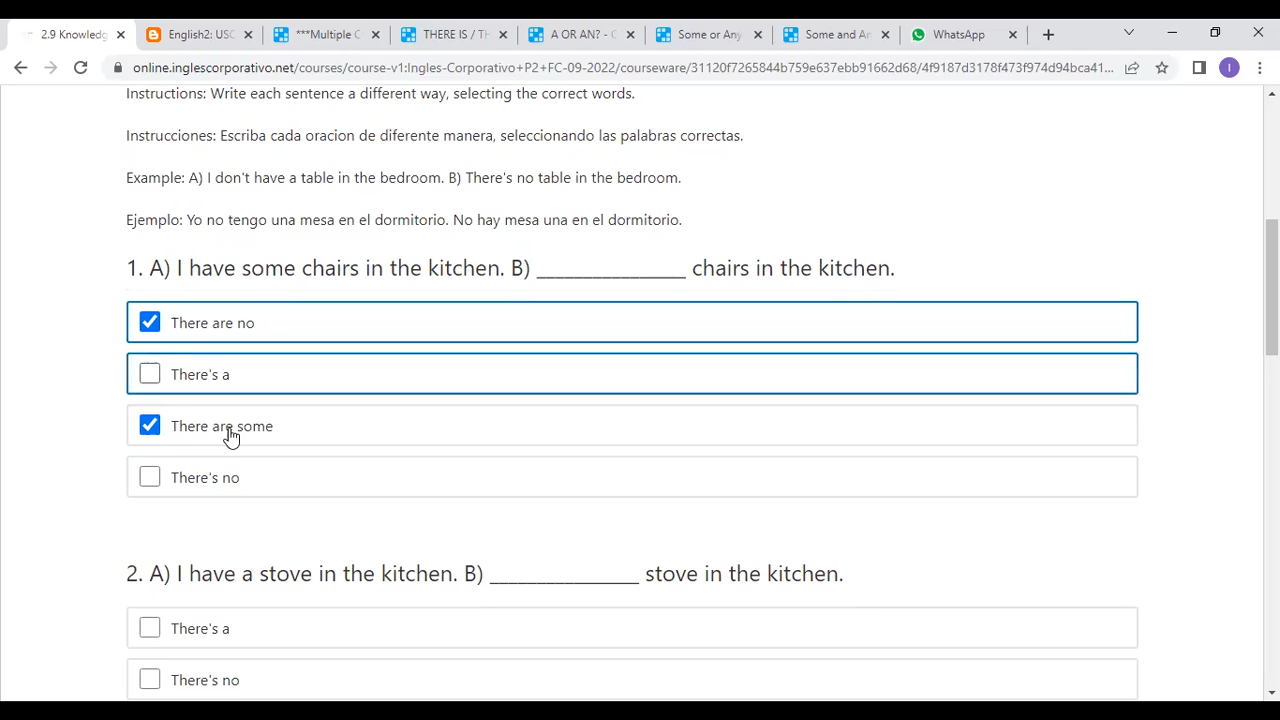 2.9 Knowledg
English2: USC
***Multiple C
THERE IS / TH
A OR AN? - C
Some or Any
Some and An
WhatsApp
online.inglescorporativo.net/courses/course-v1:Ingles-Corporativo+P2+FC-09-2022/courseware/31120f7265844b759e637ebb91662d68/4f9187d3178f473f974d94bca41...
I
Instructions: Write each sentence a different way, selecting the correct words.
Instrucciones: Escriba cada oracion de diferente manera, seleccionando las palabras correctas.
Example: A) I don't have a table in the bedroom. B) There's no table in the bedroom.
Ejemplo: Yo no tengo una mesa en el dormitorio. No hay mesa una en el dormitorio.
1. A) I have some chairs in the kitchen. B) ________________ chairs in the kitchen.
There are no
There's a
There are some
There's no
2. A) I have a stove in the kitchen. B) ________________ stove in the kitchen.
There's a
There's no